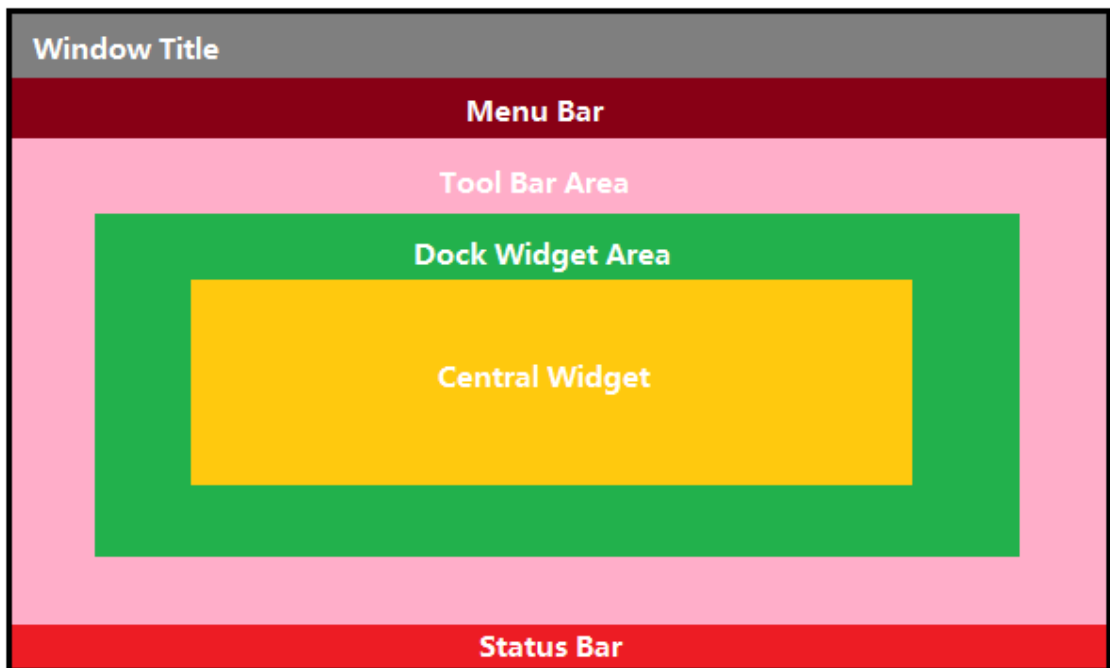 Window Title
Menu Bar
Tool Bar Area
Dock Widget Area
Central Widget
Status Bar